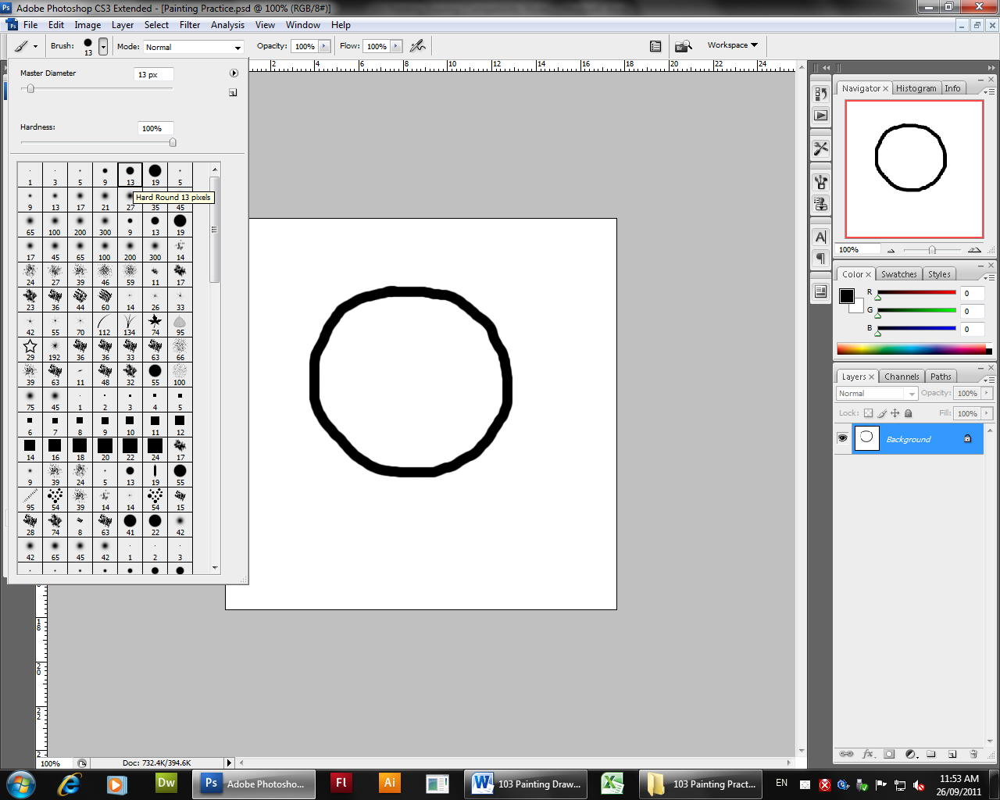 Adobe Photoshop CS3 Extended - [Painting Practice.psd @ 100% (RGB/8#)]
File Edit Image Layer Select Filter Analysis View Window Help
Brush: 13 Mode: Normal Opacity: 100% Flow: 100% Workspace
Master Diameter 13 px
Hardness: 100%
1 3 5 9 13 19 5
Hard Round 13 pixels
9 13 17 21 27 35 45
65 100 200 300 9 13 19
17 45 65 100 200 300 14
24 27 39 46 59 11 17
23 36 44 60 14 26 33
42 55 70 112 134 74 95
29 192 36 36 33 63 66
39 63 11 48 32 55 100
75 45 1 2 3 4 5
6 7 8 9 10 11 12
14 16 18 20 22 24 17
9 39 24 5 13 19 55
95 54 39 14 14 54 15
28 74 8 63 41 22 42
42 65 45 42 1 2 3
2 4 6 8 10 12 14 16 18 20 22 24
18
20
22
2
Navigator × Histogram Info
100%
Color × Swatches Styles
R 0
G 0
B 0
Layers × Channels Paths
Normal Opacity: 100%
Lock: Fill: 100%
Background
100% Doc: 732.4K/394.6K
Dw Ps Adobe Photosho... Fl Ai 103 Painting Draw... 103 Painting Pract... EN 11:53 AM
26/09/2011